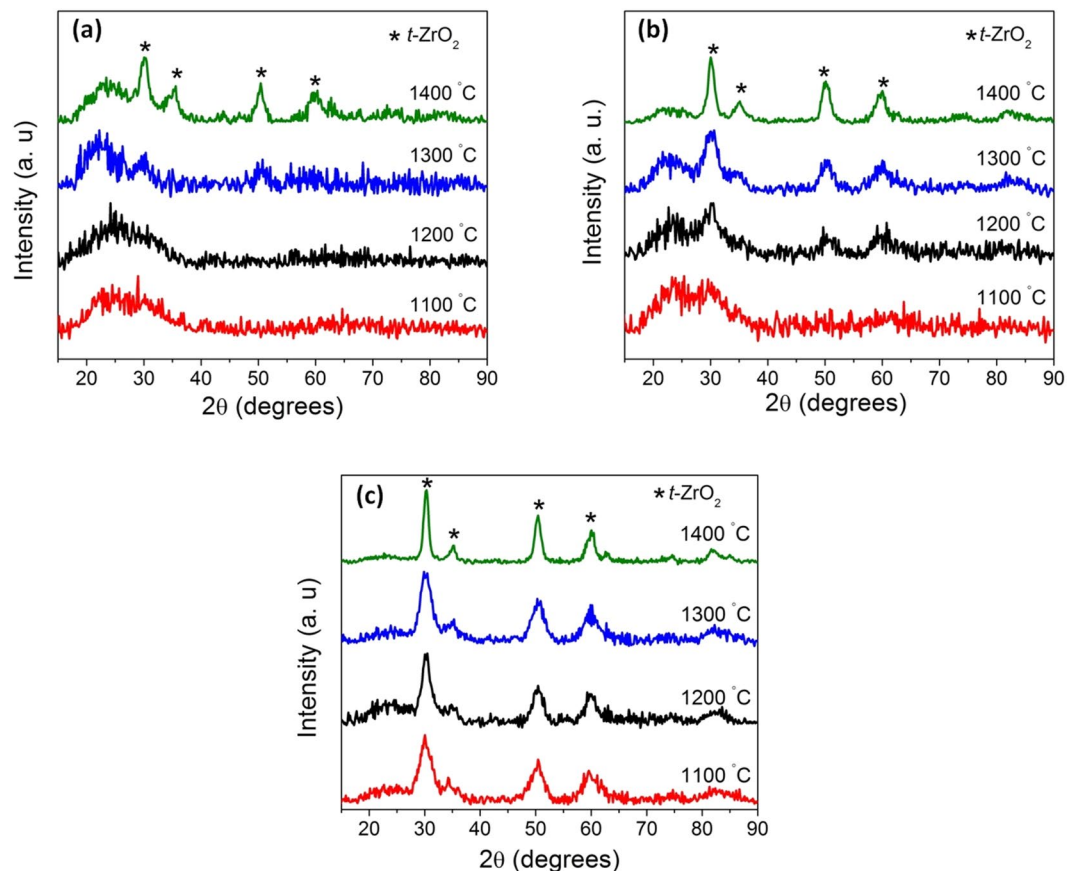 (a)
* t-ZrO₂
1400 °C
1300 °C
1200 °C
1100 °C
Intensity (a. u)
20 30 40 50 60 70 80 90
2θ (degrees)
(b)
* t-ZrO₂
1400 °C
1300 °C
1200 °C
1100 °C
Intensity (a. u.)
20 30 40 50 60 70 80 90
2θ (degrees)
(c)
* t-ZrO₂
1400 °C
1300 °C
1200 °C
1100 °C
Intensity (a. u)
20 30 40 50 60 70 80 90
2θ (degrees)